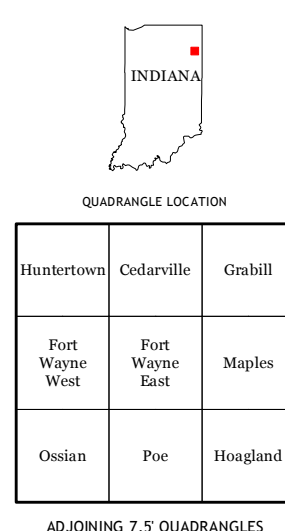 INDIANA
QUADRANGLE LOCATION
Huntertown Cedarville Grabill
Fort Wayne West Fort Wayne East Maples
Ossian Poe Hoagland
ADJOINING 7.5' QUADRANGLES